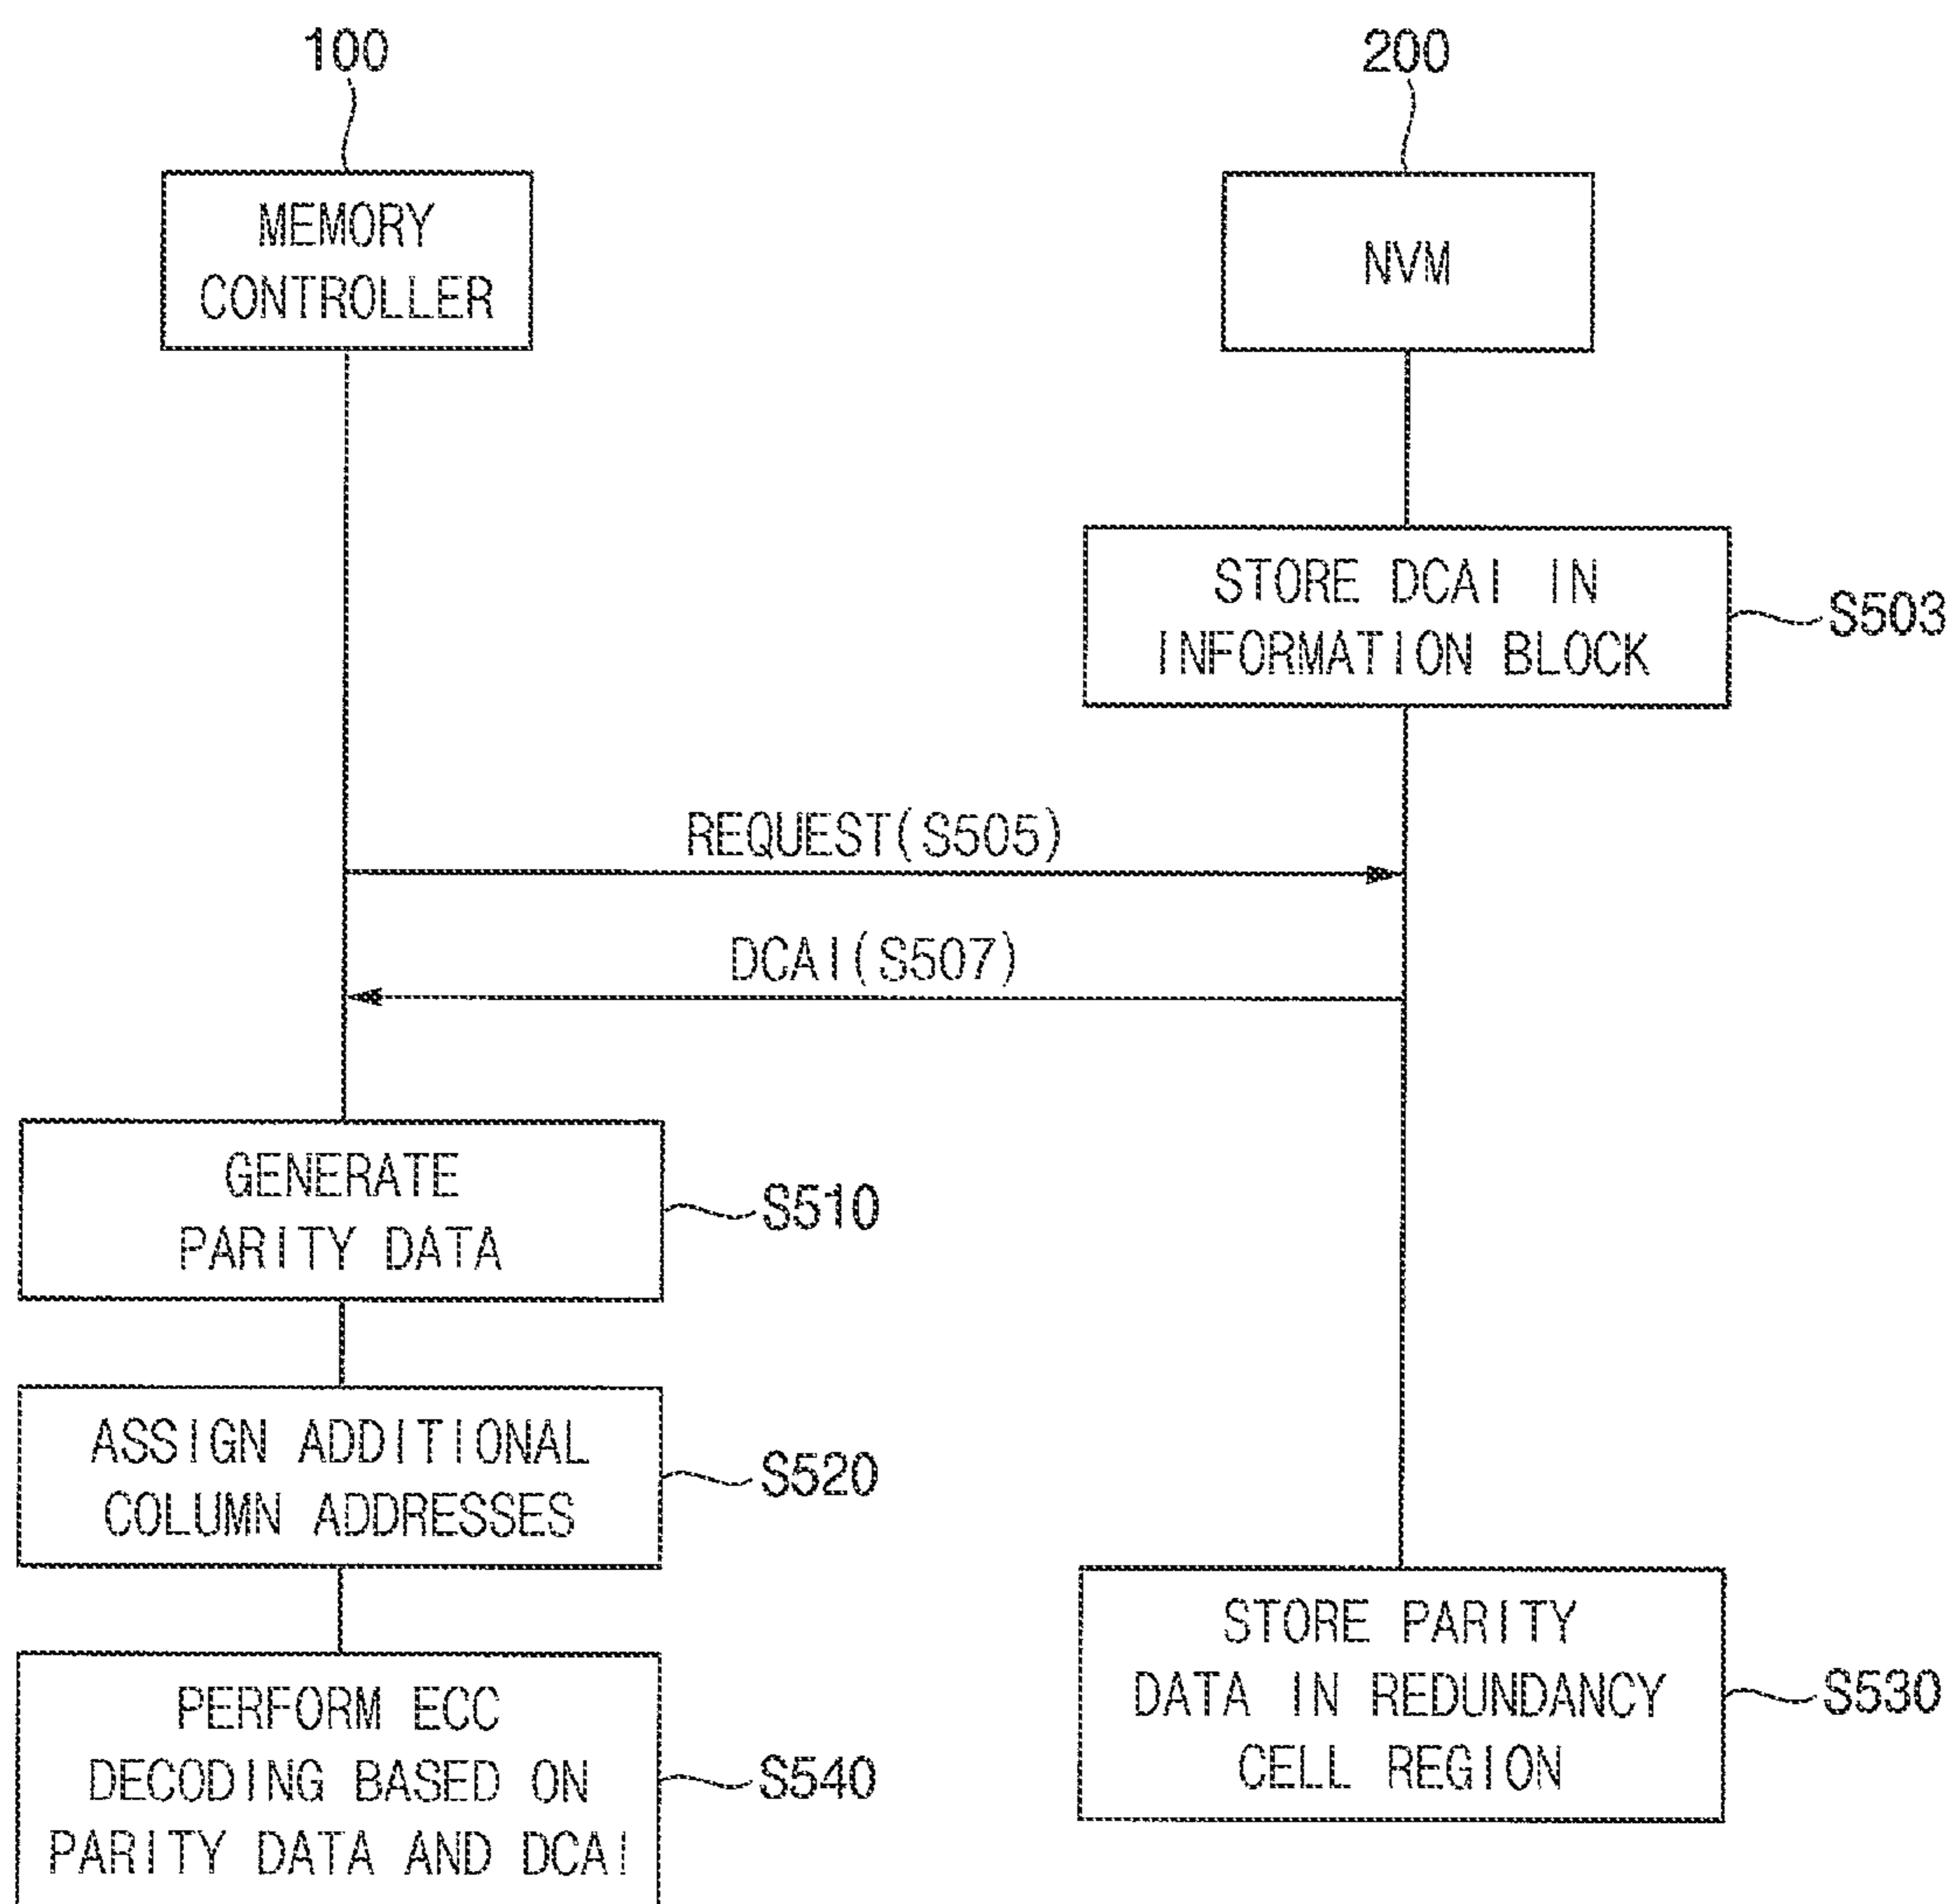 100
200
MEMORY
CONTROLLER
NVM
STORE DCAI IN
INFORMATION BLOCK
S503
REQUEST(S505)
DCAI(S507)
GENERATE
PARITY DATA
S510
ASSIGN ADDITIONAL
COLUMN ADDRESSES
S520
STORE PARITY
DATA IN REDUNDANCY
CELL REGION
S530
PERFORM ECC
DECODING BASED ON
PARITY DATA AND DCAI
S540